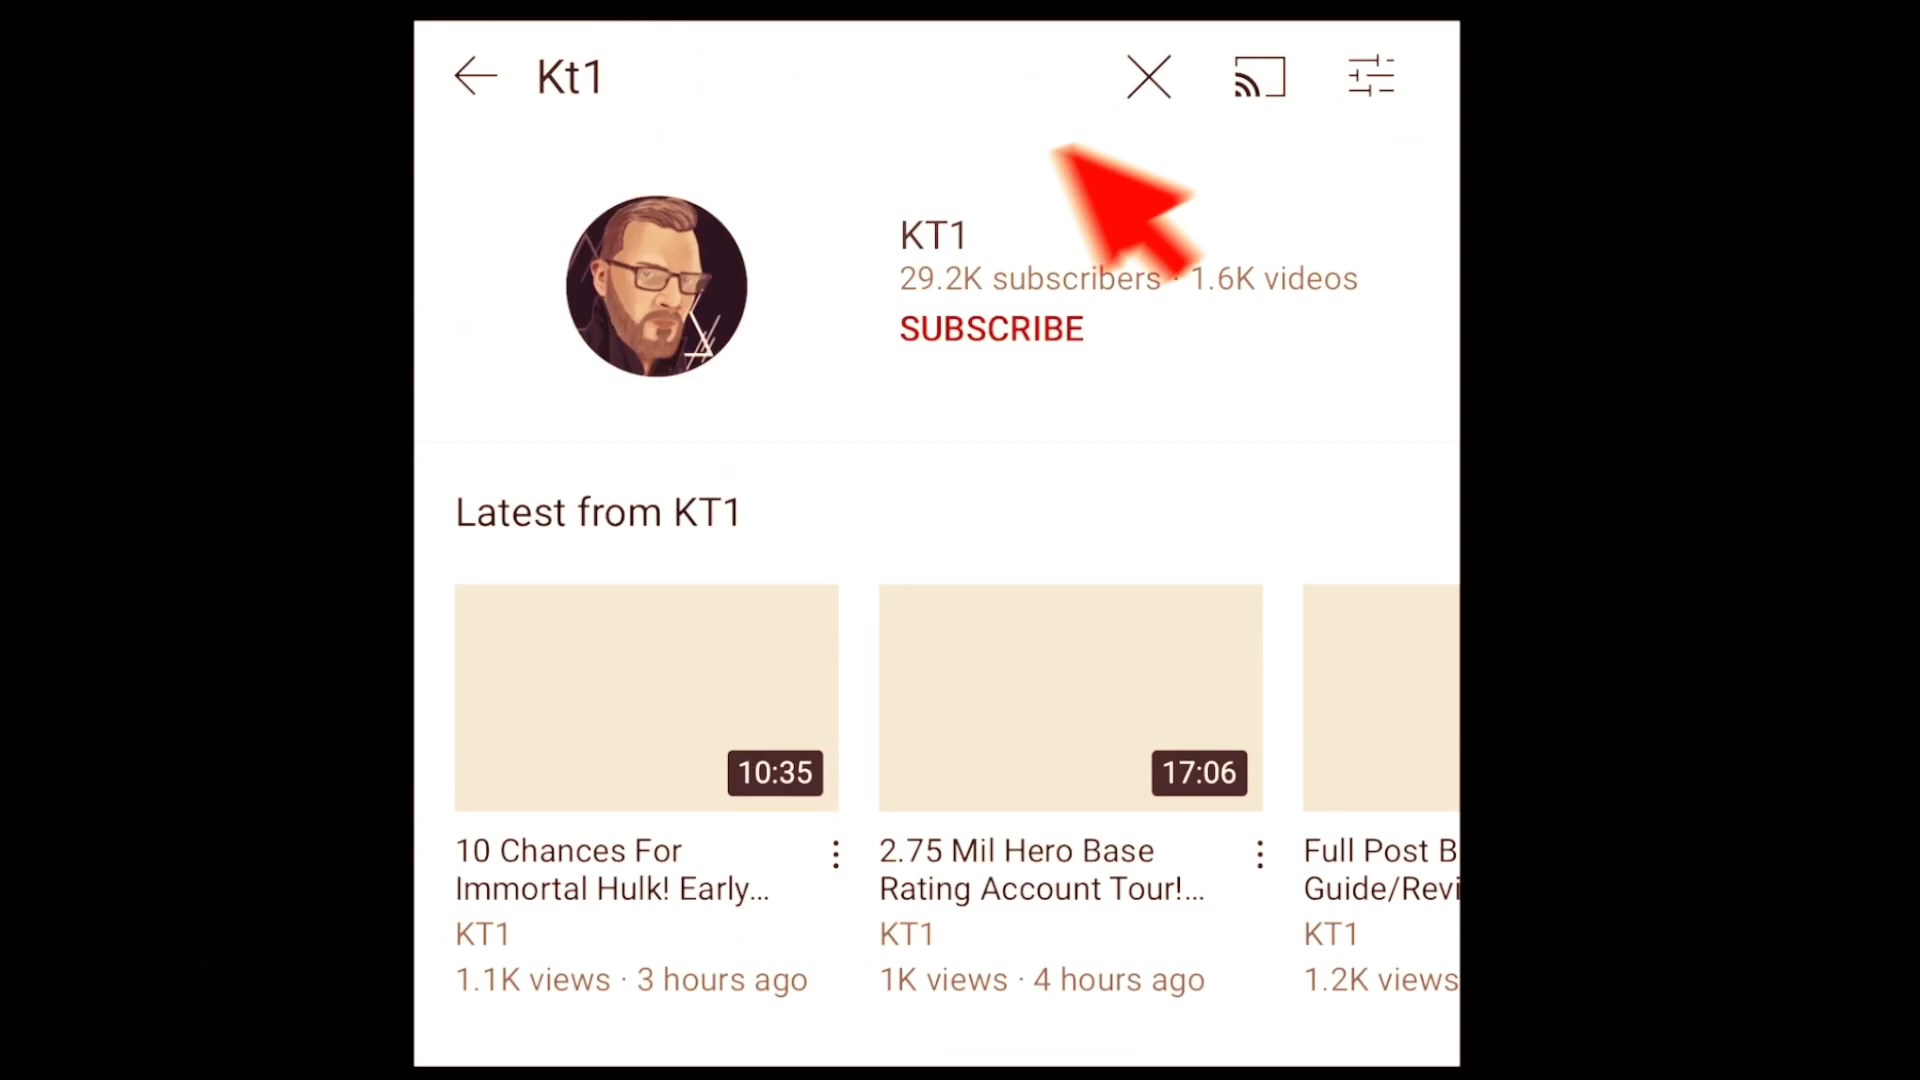 Kt1
KT1
29.2K subscribers · 1.6K videos
SUBSCRIBE
Latest from KT1
10:35
17:06
10 Chances For
Immortal Hulk! Early...
KT1
1.1K views · 3 hours ago
2.75 Mil Hero Base
Rating Account Tour!...
KT1
1K views · 4 hours ago
Full Post B
Guide/Revi
KT1
1.2K views